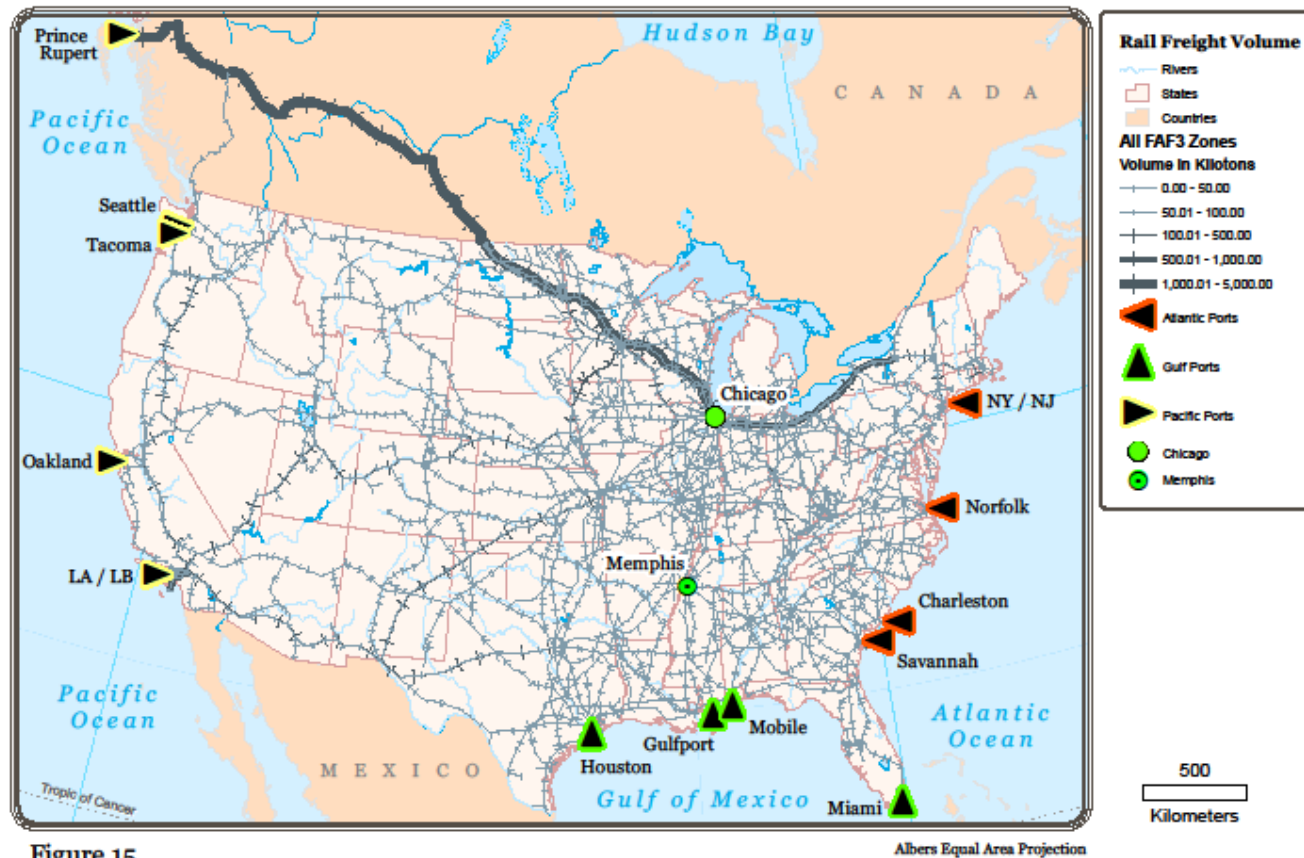 Prince
Rupert
Hudson Bay
CANADA
Pacific
Ocean
Seattle
Tacoma
Chicago
NY / NJ
Oakland
Norfolk
LA / LB
Memphis
Charleston
Savannah
Pacific
Ocean
Mobile
Gulfport
Houston
Atlantic
Ocean
MEXICO
Gulf of Mexico
Miami
Tropic of Cancer
Figure 15
Albers Equal Area Projection
Rail Freight Volume
Rivers
States
Countries
All FAF3 Zones
Volume in Kilotons
0.00 - 50.00
50.01 - 100.00
100.01 - 500.00
500.01 - 1,000.00
1,000.01 - 5,000.00
Atlantic Ports
Gulf Ports
Pacific Ports
Chicago
Memphis
500
Kilometers